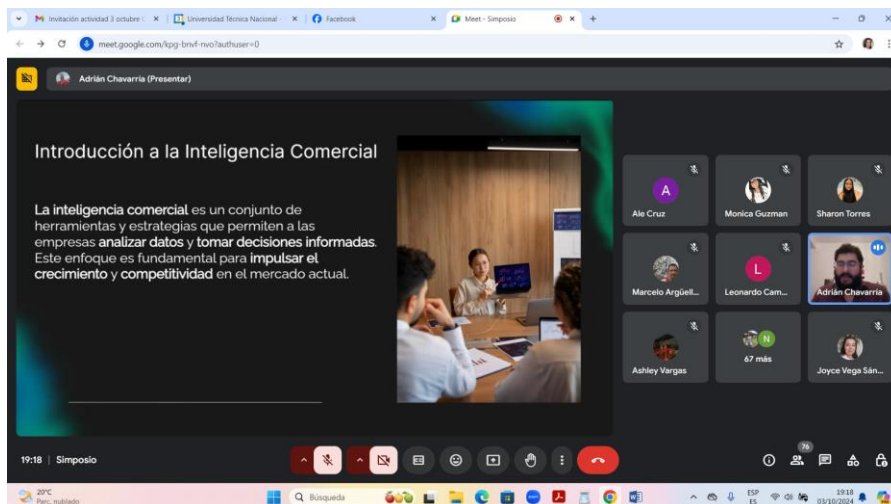 Invitación actividad 3 octubre
Universidad Técnica Nacional -
Facebook
Meet - Simposio
meet.google.com/kpg-bnvf-nvo?authuser=0
Adrián Chavarría (Presentar)
Introducción a la Inteligencia Comercial
La inteligencia comercial es un conjunto de
herramientas y estrategias que permiten a las
empresas analizar datos y tomar decisiones informadas.
Este enfoque es fundamental para impulsar el
crecimiento y competitividad en el mercado actual.
A
Ale Cruz
Monica Guzman
Sharon Torres
Marcelo Argüell...
L
Leonardo Cam...
Adrián Chavarría
Ashley Vargas
N
67 más
Joyce Vega Sán...
19:18 | Simposio
76
20°C
Parc. nublado
Búsqueda
ESP
ES
19:18
03/10/2024